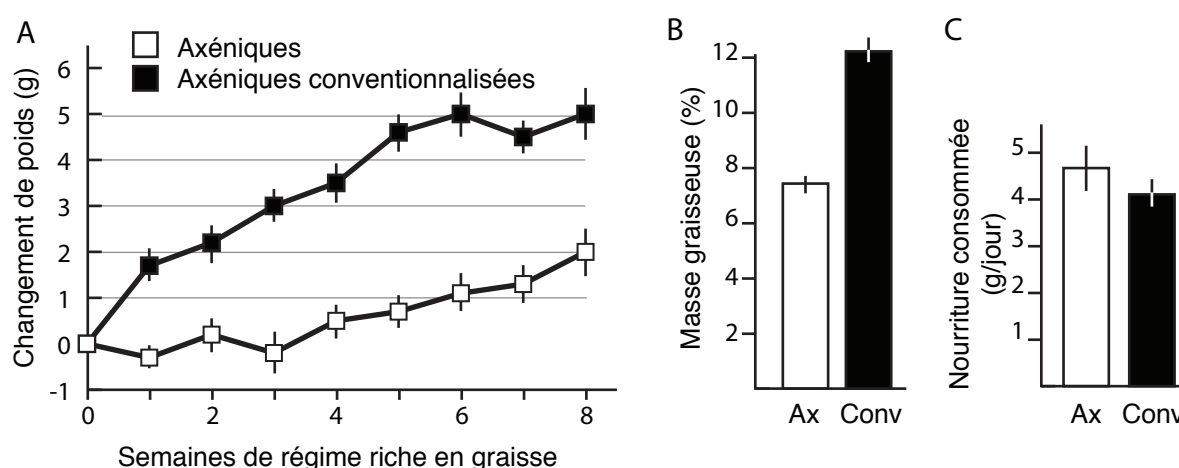 A
Axéniques
Axéniques conventionnalisées
Changement de poids (g)
6
5
4
3
2
1
0
-1
0
2
4
6
8
Semaines de régime riche en graisse
B
Masse graisseuse (%)
12
10
8
6
4
2
Ax
Conv
C
Nourriture consommée
(g/jour)
5
4
3
2
1
Ax
Conv